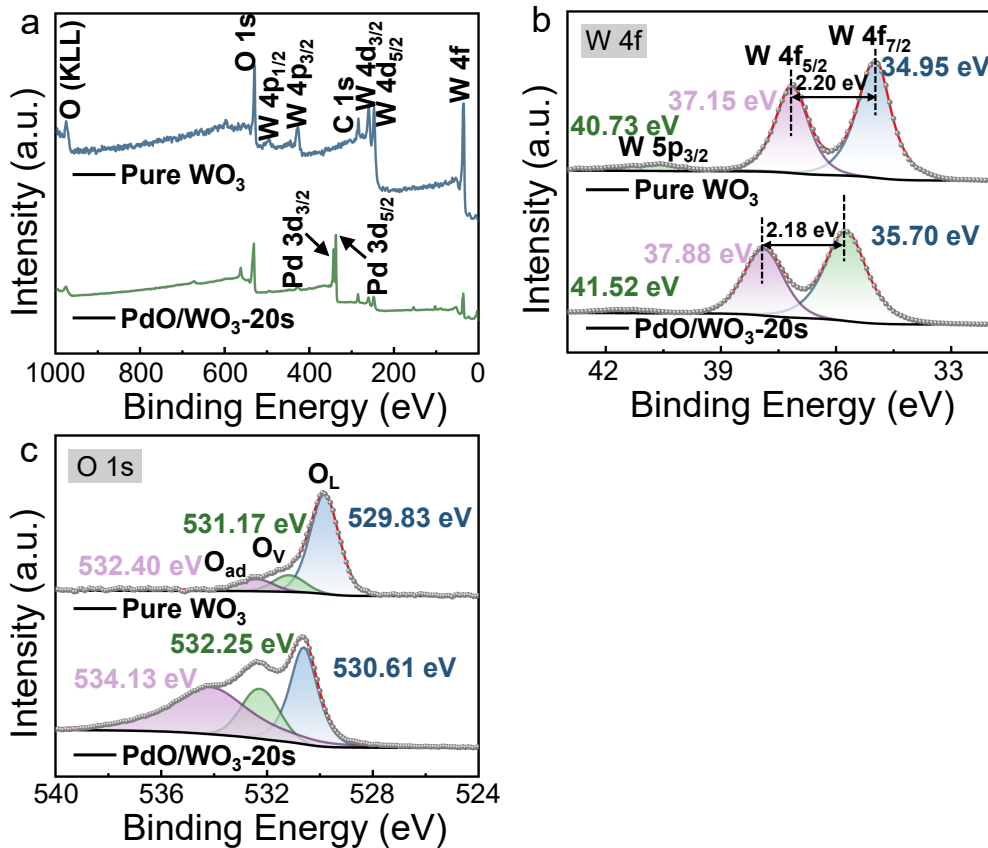 a
O (KLL)
O 1s
W 4p1/2
W 4p3/2
C 1s
W 4d3/2
W 4d5/2
W 4f
Pure WO3
Pd 3d3/2
Pd 3d5/2
PdO/WO3-20s
Intensity (a.u.)
1000 800 600 400 200 0
Binding Energy (eV)
b
W 4f
W 4f7/2
W 4f5/2
34.95 eV
2.20 eV
37.15 eV
40.73 eV
W 5p3/2
Pure WO3
2.18 eV
35.70 eV
37.88 eV
41.52 eV
PdO/WO3-20s
Intensity (a.u.)
42 39 36 33
Binding Energy (eV)
c
O 1s
OL
531.17 eV
529.83 eV
OV
Oad
532.40 eV
Pure WO3
532.25 eV
530.61 eV
534.13 eV
PdO/WO3-20s
Intensity (a.u.)
540 536 532 528 524
Binding Energy (eV)